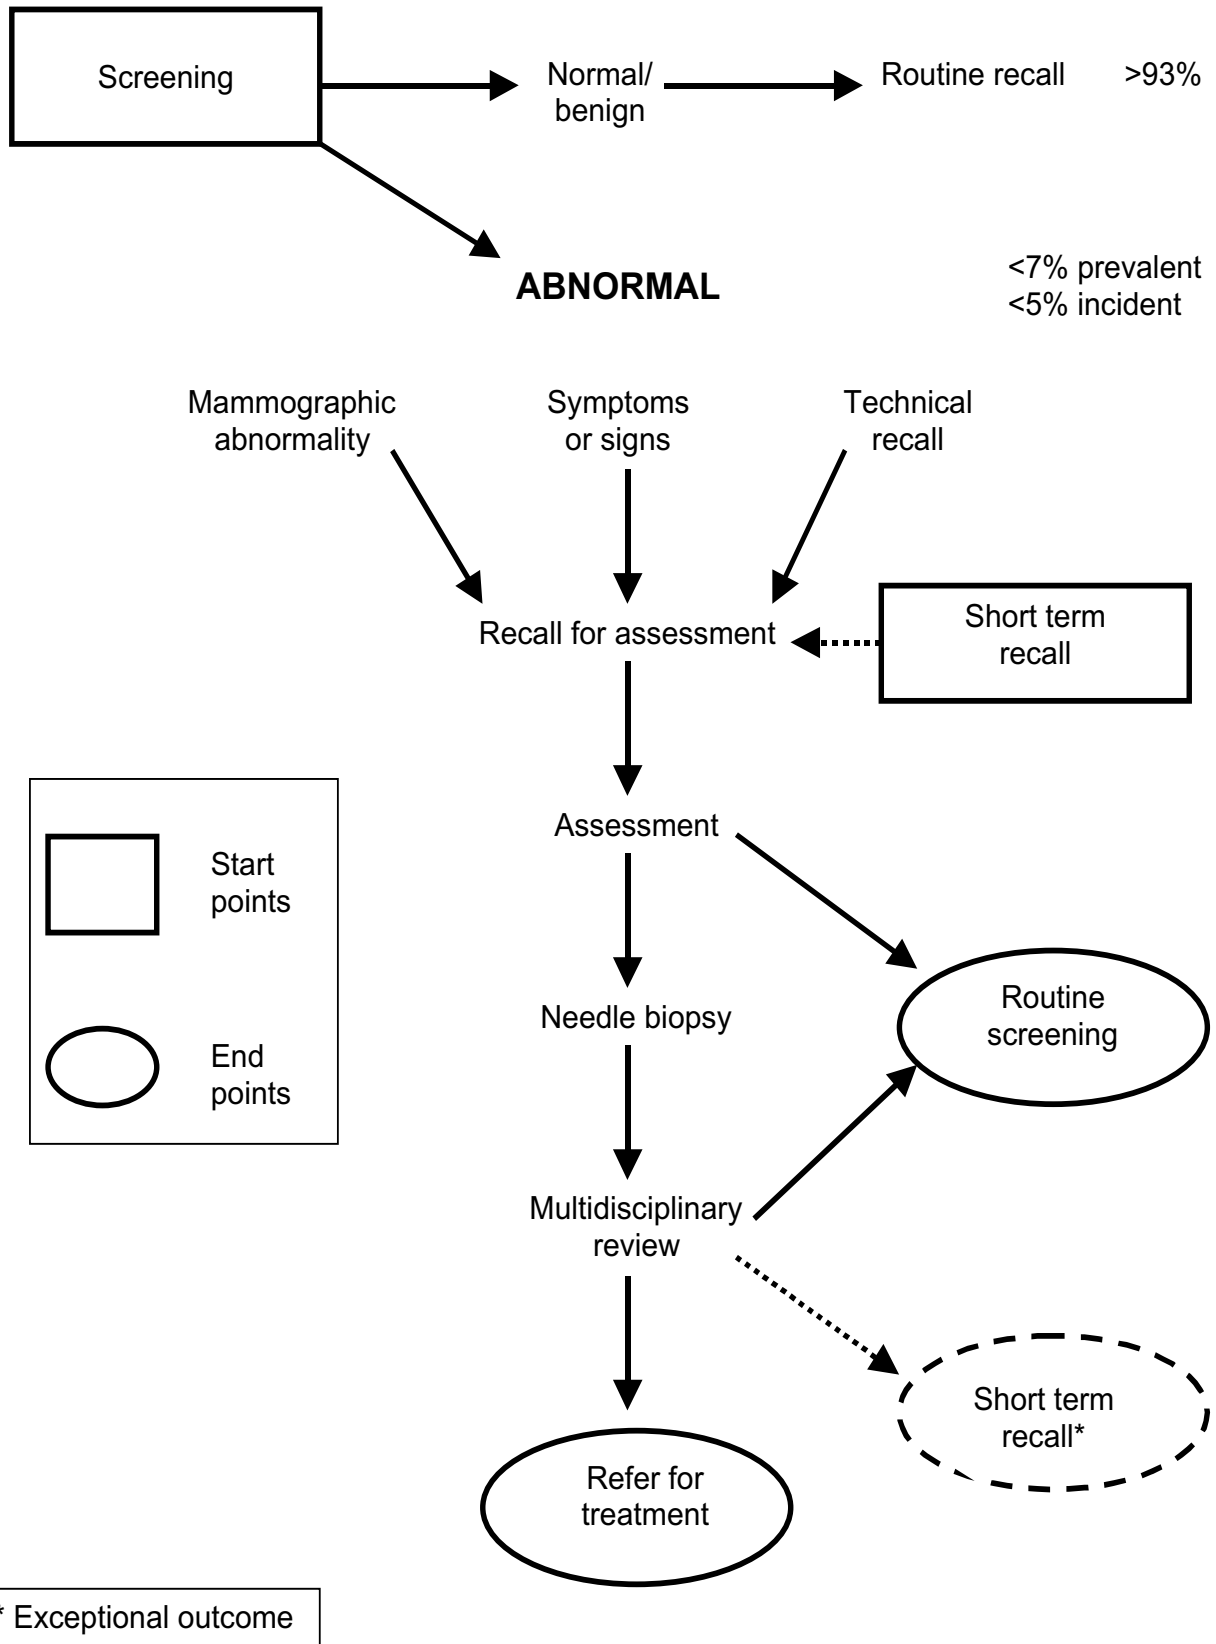 Screening
Normal/
benign
Routine recall
>93%
ABNORMAL
<7% prevalent
<5% incident
Mammographic
abnormality
Symptoms
or signs
Technical
recall
Recall for assessment
Short term
recall
Assessment
Start
points
Needle biopsy
Routine
screening
End
points
Multidisciplinary
review
Short term
recall*
Refer for
treatment
* Exceptional outcome